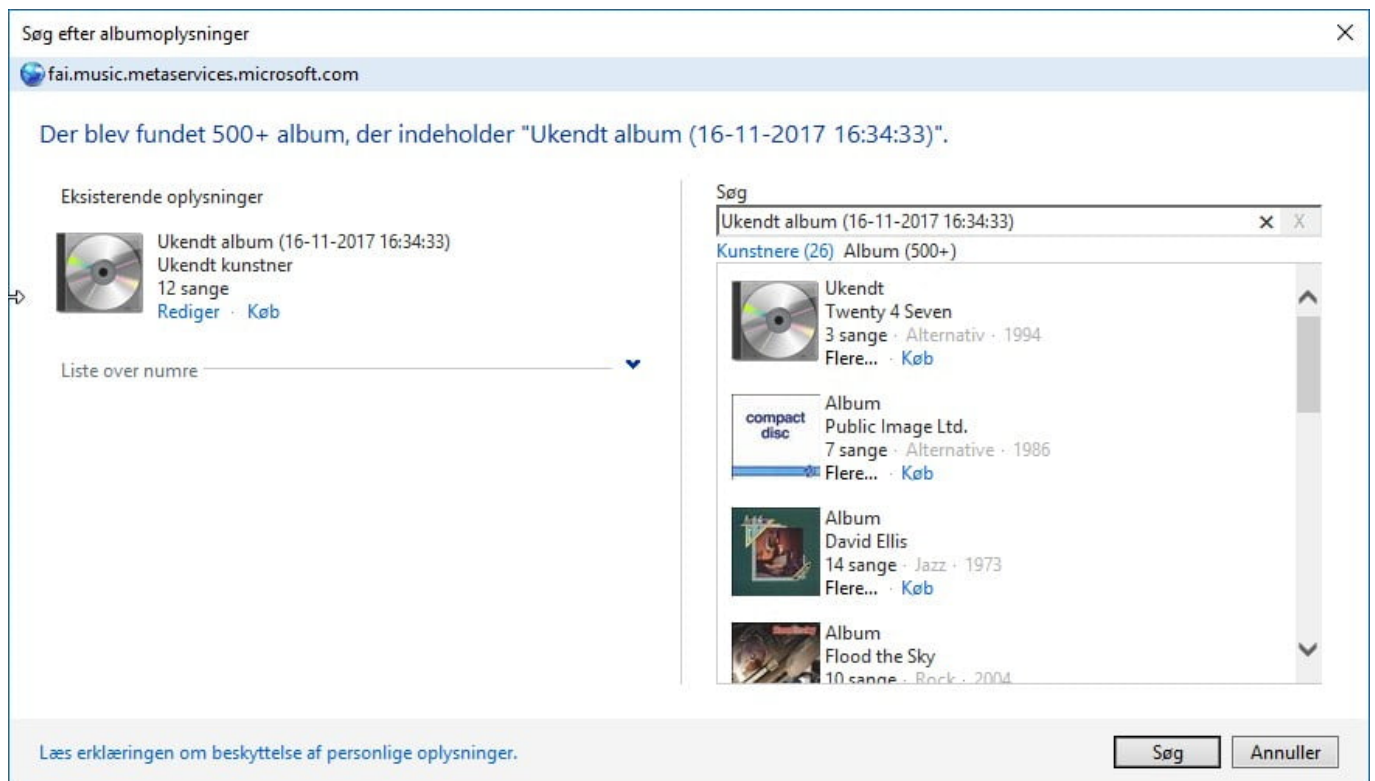 Søg efter albumoplysninger
fai.music.metaservices.microsoft.com
Der blev fundet 500+ album, der indeholder "Ukendt album (16-11-2017 16:34:33)".
Eksisterende oplysninger
Ukendt album (16-11-2017 16:34:33)
Ukendt kunstner
12 sange
Rediger · Køb
Liste over numre
Søg
Ukendt album (16-11-2017 16:34:33)
Kunstnere (26) Album (500+)
Ukendt
Twenty 4 Seven
3 sange · Alternativ · 1994
Flere... · Køb
compact
disc
Album
Public Image Ltd.
7 sange · Alternative · 1986
Flere... · Køb
Album
David Ellis
14 sange · Jazz · 1973
Flere... · Køb
Album
Flood the Sky
10 sange · Rock · 2004
Læs erklæringen om beskyttelse af personlige oplysninger.
Søg
Annuller